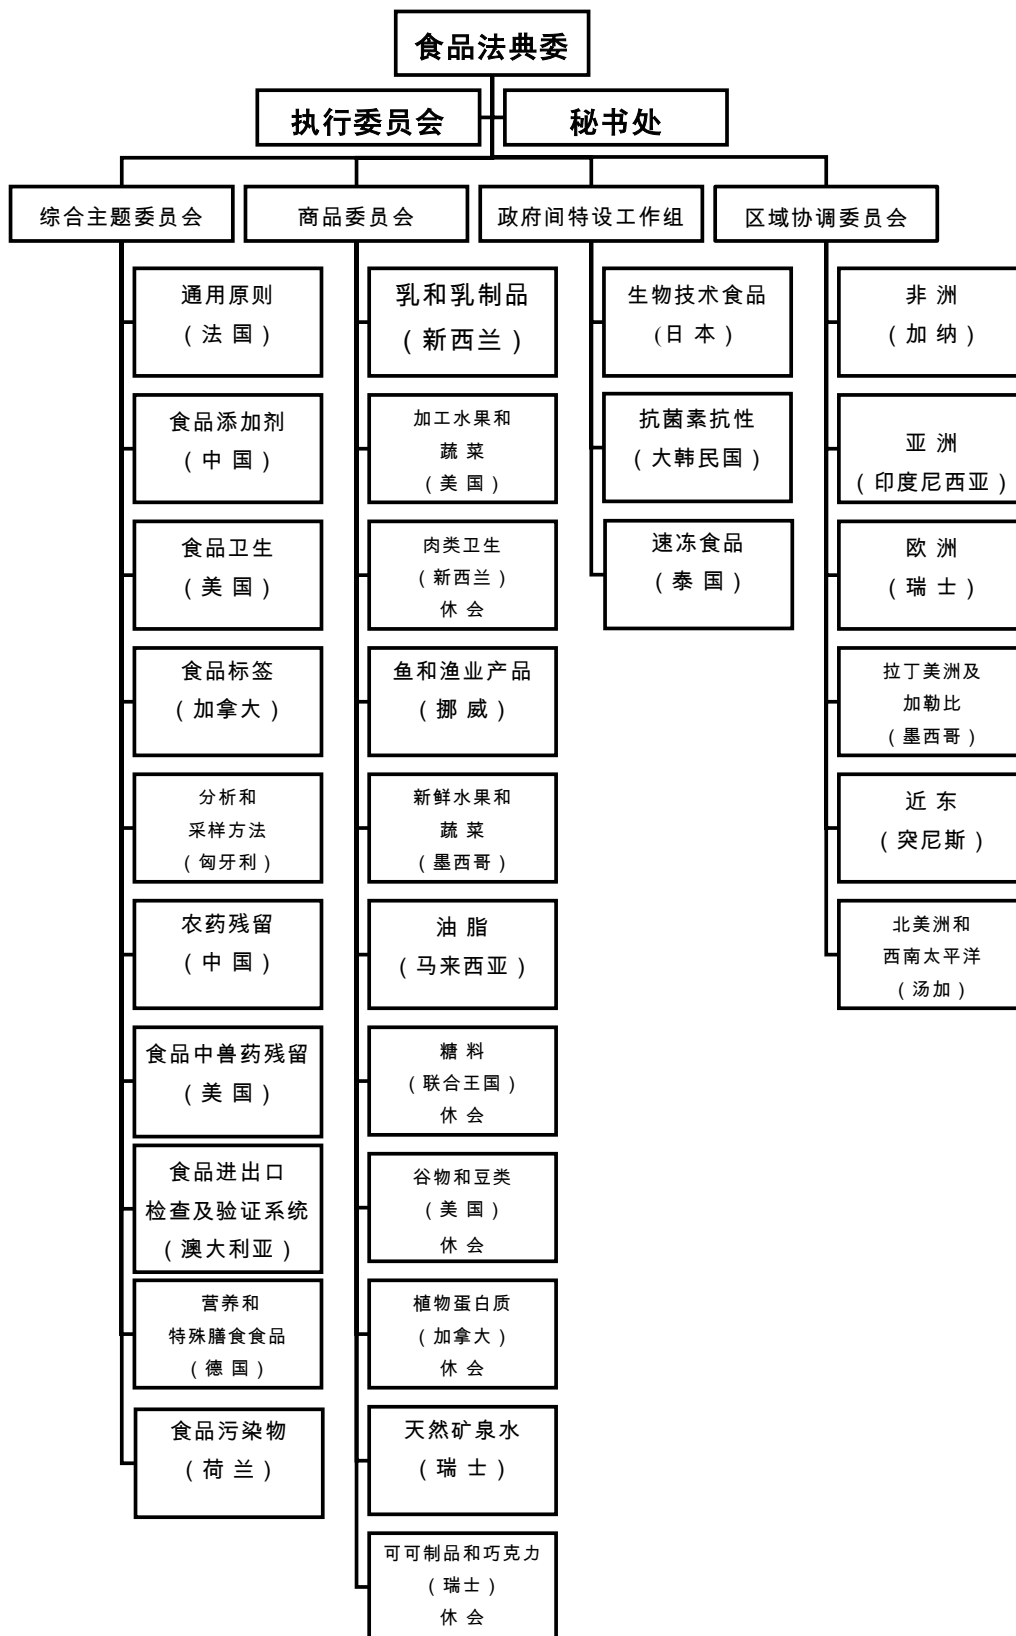 食品法典委
执行委员会
秘书处
综合主题委员会
商品委员会
政府间特设工作组
区域协调委员会
通用原则
（法 国）
食品添加剂
（中 国）
食品卫生
（美 国）
食品标签
（加拿大）
分析和
采样方法
（匈牙利）
农药残留
（中 国）
食品中兽药残留
（美 国）
食品进出口
检查及验证系统
（澳大利亚）
营养和
特殊膳食食品
（德 国）
食品污染物
（荷 兰）
乳和乳制品
（新西兰）
加工水果和
蔬 菜
（美 国）
肉类卫生
（新西兰）
休 会
鱼和渔业产品
（挪 威）
新鲜水果和
蔬 菜
（墨西哥）
油 脂
（马来西亚）
糖 料
（联合王国）
休 会
谷物和豆类
（美 国）
休 会
植物蛋白质
（加拿大）
休 会
天然矿泉水
（瑞 士）
可可制品和巧克力
（瑞士）
休 会
生物技术食品
(日 本）
抗菌素抗性
（大韩民国）
速冻食品
（泰 国）
非 洲
（加 纳）
亚 洲
（印度尼西亚）
欧 洲
（瑞 士）
拉丁美洲及
加勒比
（墨西哥）
近 东
（突尼斯）
北美洲和
西南太平洋
（汤加）